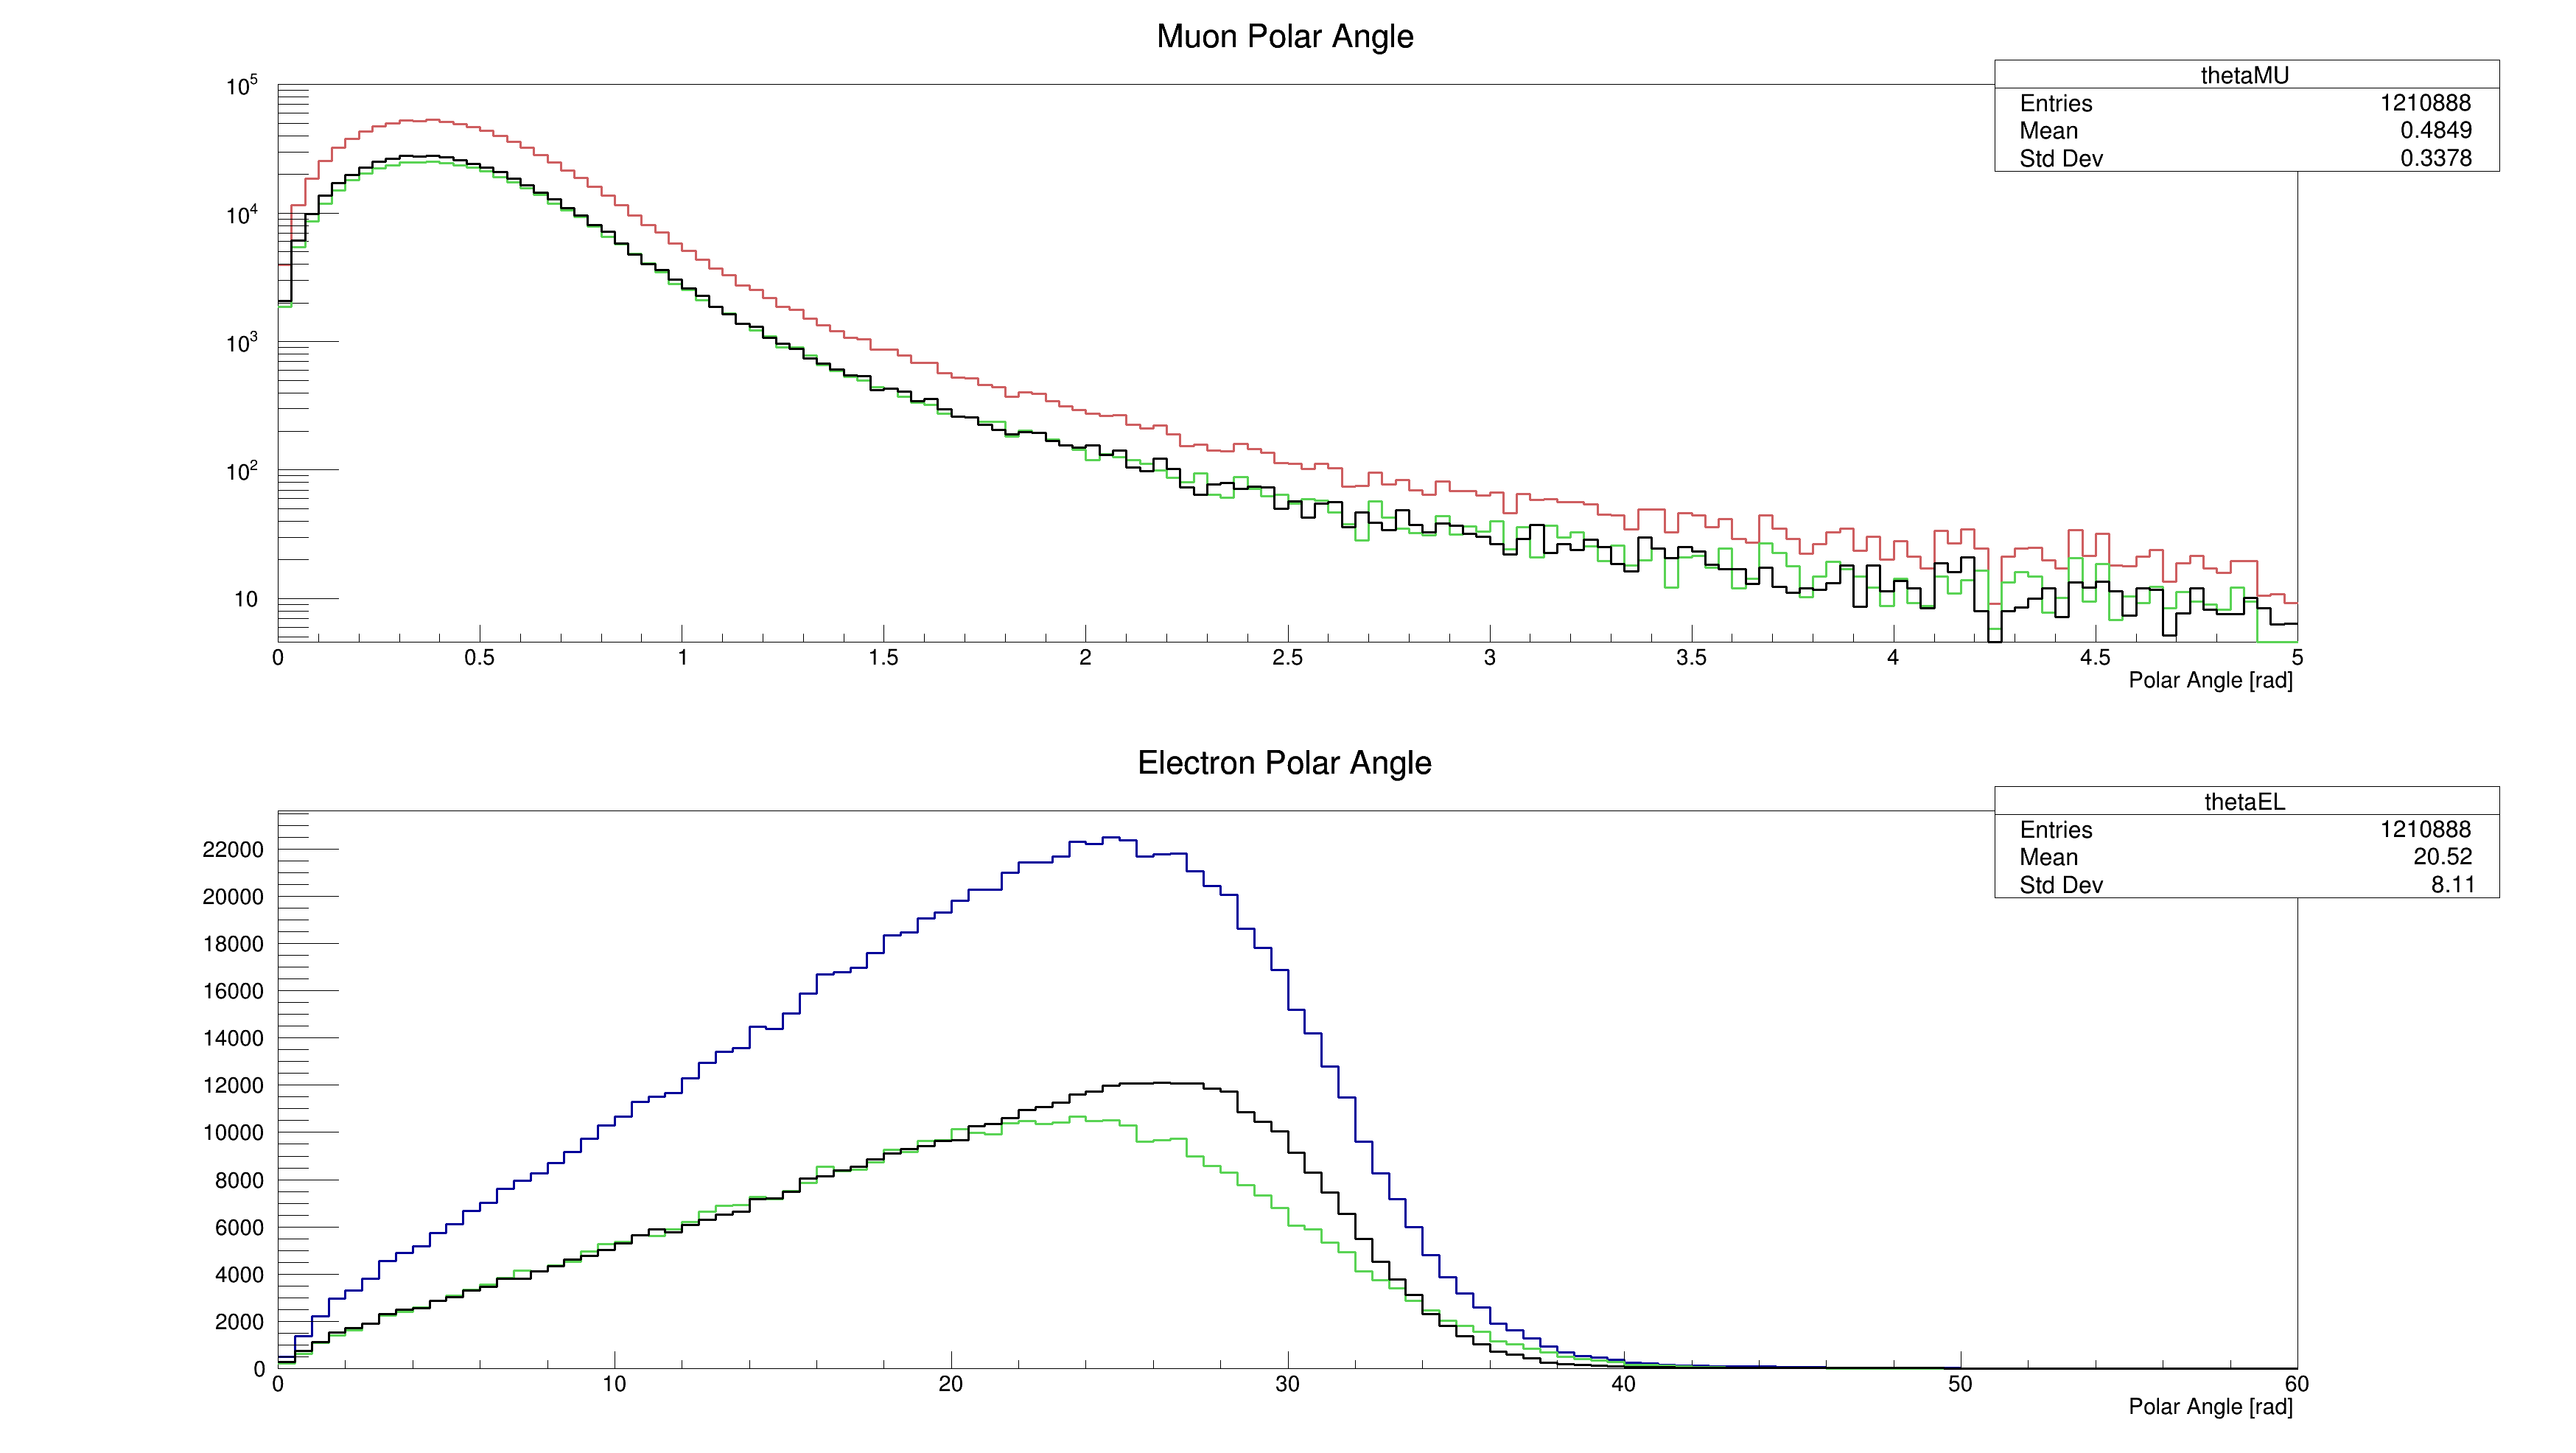 Muon Polar Angle
thetaMU
Entries 1210888
Mean 0.4849
Std Dev 0.3378
10^5
10^4
10^3
10^2
10
0 0.5 1 1.5 2 2.5 3 3.5 4 4.5 5
Polar Angle [rad]
Electron Polar Angle
thetaEL
Entries 1210888
Mean 20.52
Std Dev 8.11
22000
20000
18000
16000
14000
12000
10000
8000
6000
4000
2000
0
0 10 20 30 40 50 60
Polar Angle [rad]